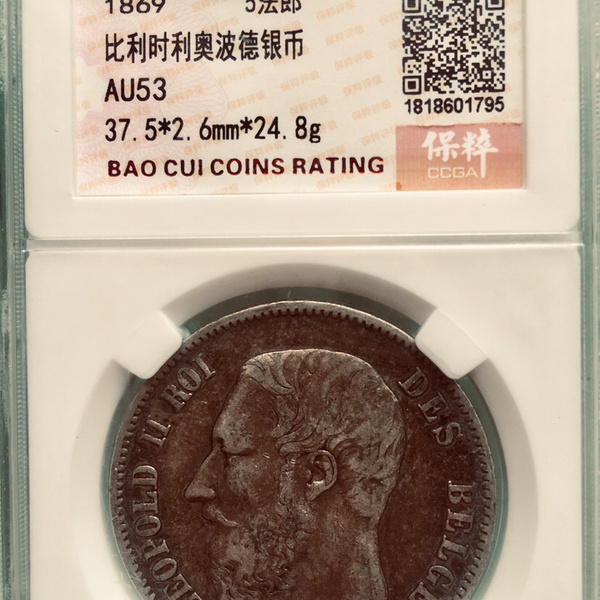 1869 5法郎
比利时利奥波德银币
AU53
37.5*2.6mm*24.8g
BAO CUI COINS RATING
1818601795
保粹
CCGA
LEOPOLD II ROI
DES BELGE